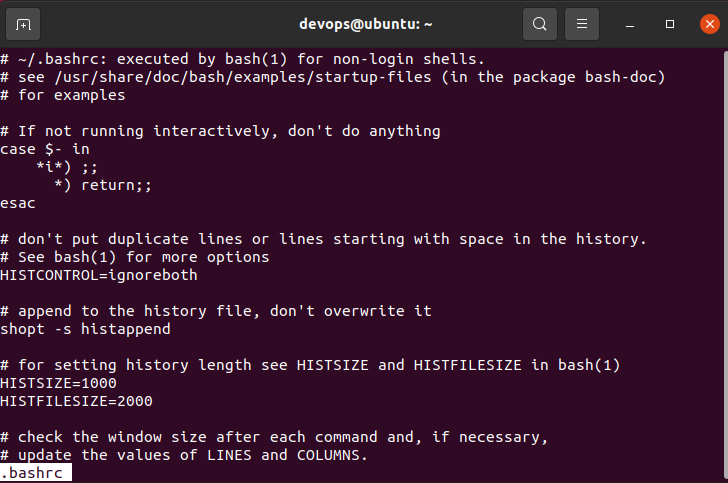 devops@ubuntu: ~
# ~/.bashrc: executed by bash(1) for non-login shells.
# see /usr/share/doc/bash/examples/startup-files (in the package bash-doc)
# for examples

# If not running interactively, don't do anything
case $- in
    *i*) ;;
      *) return;;
esac

# don't put duplicate lines or lines starting with space in the history.
# See bash(1) for more options
HISTCONTROL=ignoreboth

# append to the history file, don't overwrite it
shopt -s histappend

# for setting history length see HISTSIZE and HISTFILESIZE in bash(1)
HISTSIZE=1000
HISTFILESIZE=2000

# check the window size after each command and, if necessary,
# update the values of LINES and COLUMNS.
.bashrc